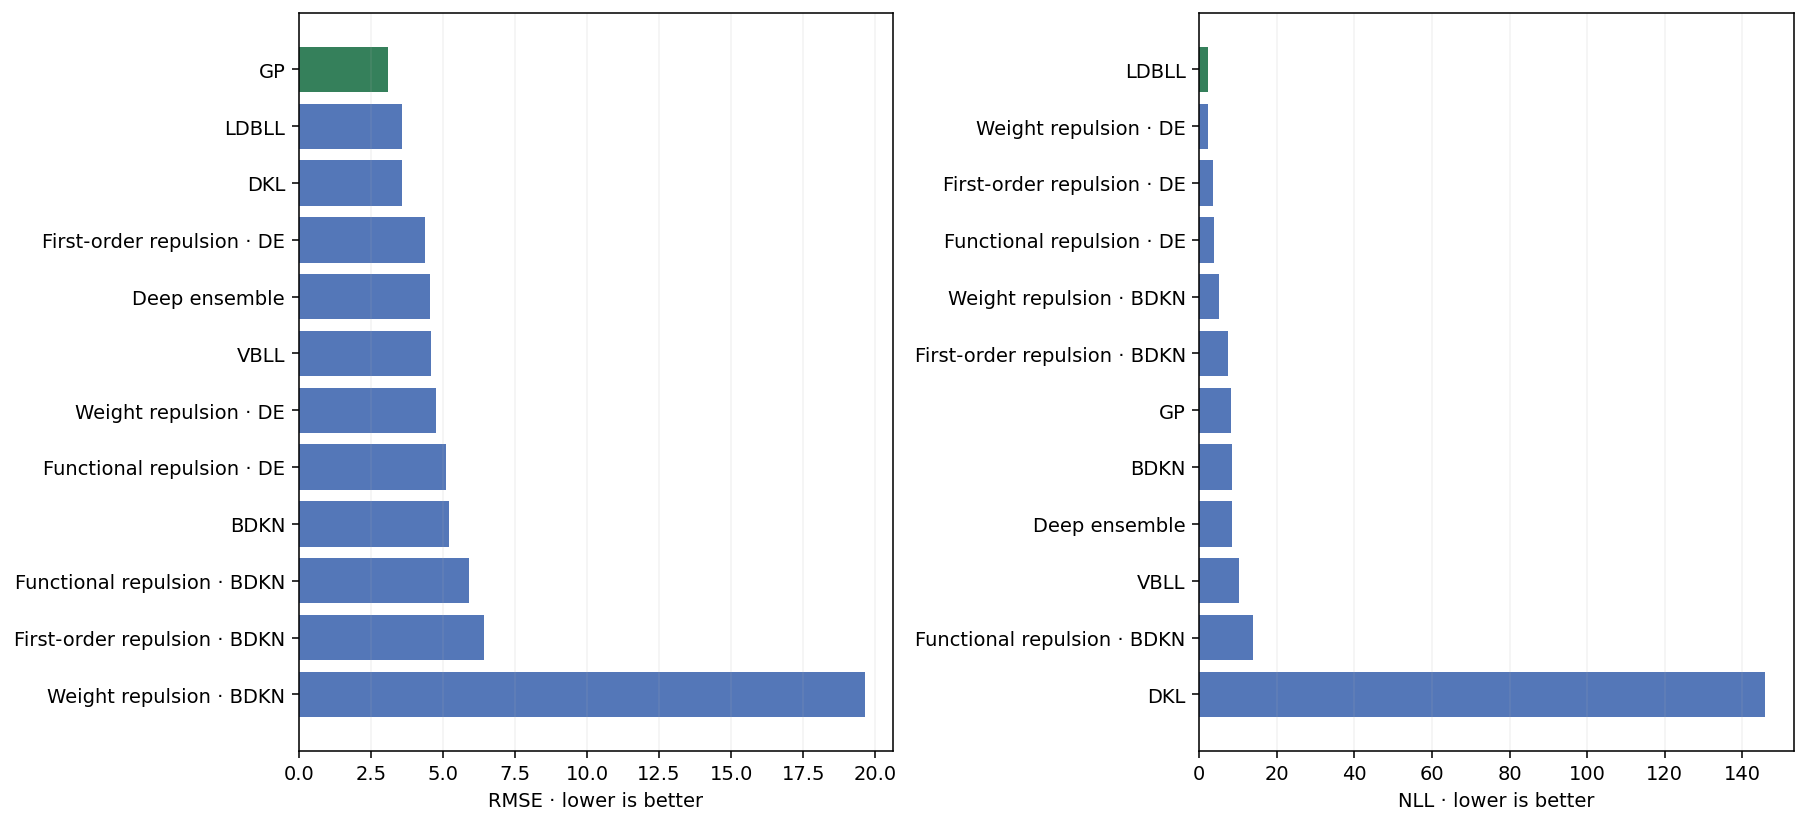 GP
LDBLL
DKL
First-order repulsion · DE
Deep ensemble
VBLL
Weight repulsion · DE
Functional repulsion · DE
BDKN
Functional repulsion · BDKN
First-order repulsion · BDKN
Weight repulsion · BDKN
0.0 2.5 5.0 7.5 10.0 12.5 15.0 17.5 20.0
RMSE · lower is better
LDBLL
Weight repulsion · DE
First-order repulsion · DE
Functional repulsion · DE
Weight repulsion · BDKN
First-order repulsion · BDKN
GP
BDKN
Deep ensemble
VBLL
Functional repulsion · BDKN
DKL
0 20 40 60 80 100 120 140
NLL · lower is better